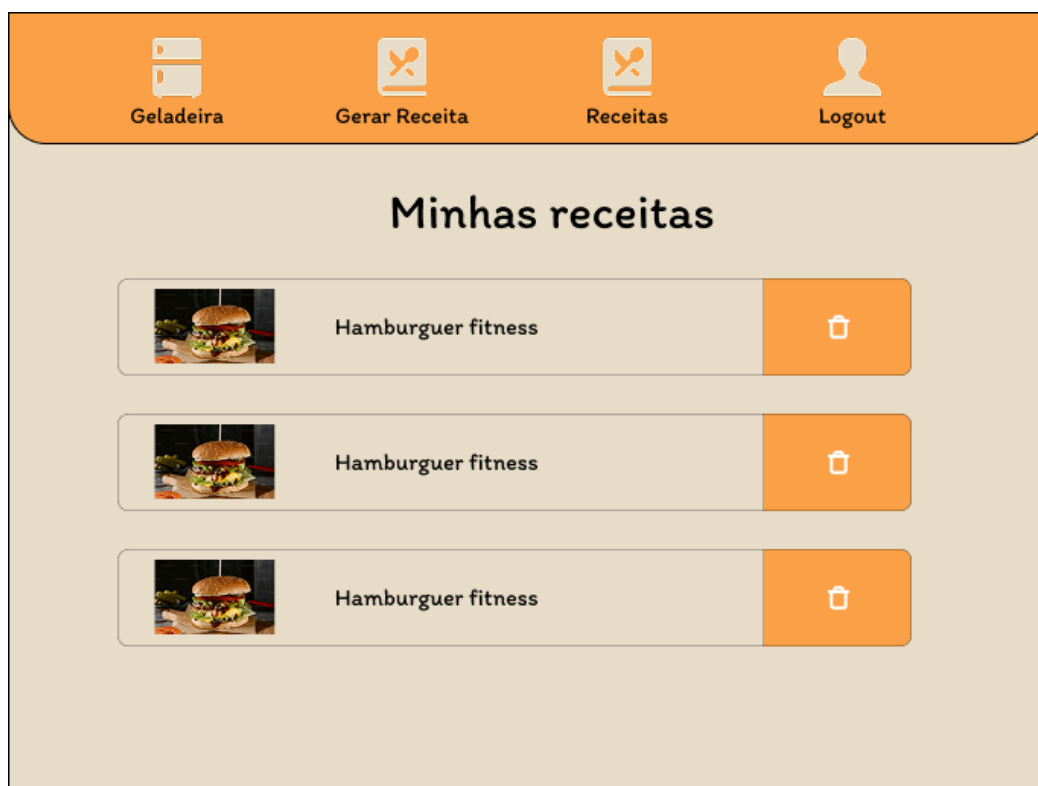 Geladeira Gerar Receita Receitas Logout
Minhas receitas
Hamburguer fitness
Hamburguer fitness
Hamburguer fitness